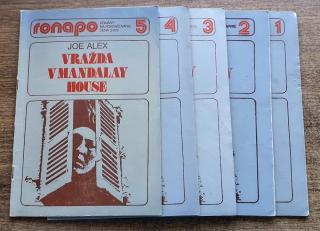 ronapo
5
4
3
2
1
JOE ALEX
VRAŽDA
V MANDALAY
HOUSE